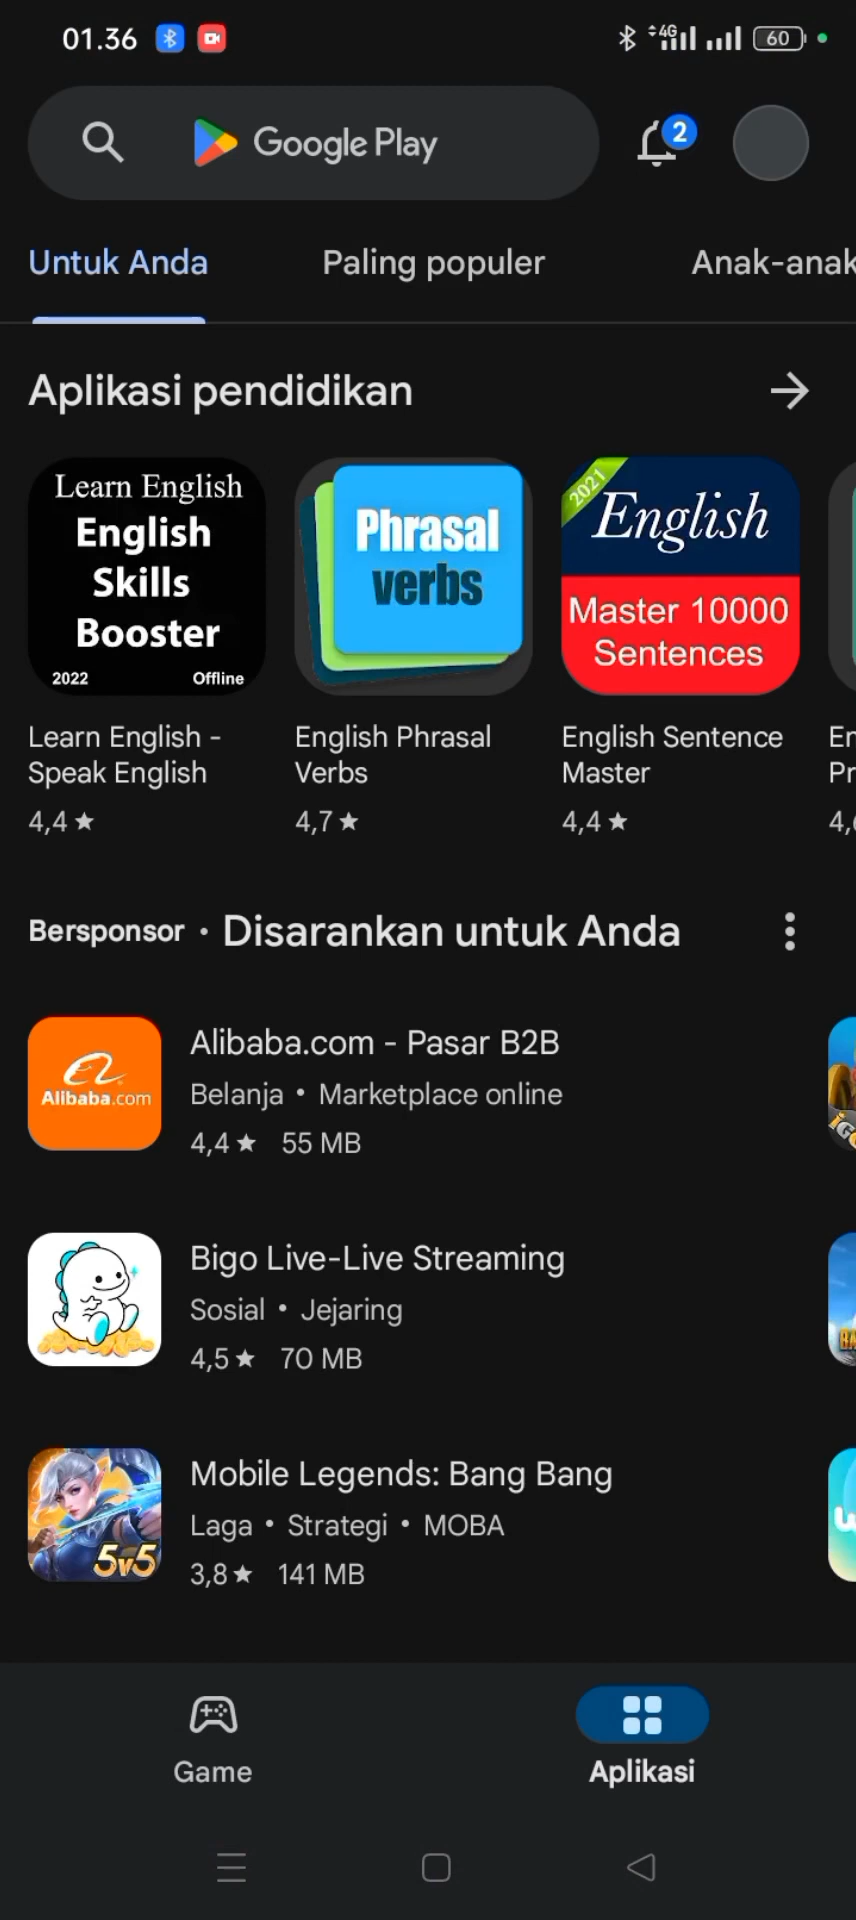 01.36
4G
60
Google Play
2
Untuk Anda
Paling populer
Anak-anak
Aplikasi pendidikan
Learn English
English
Skills
Booster
2022 Offline
Phrasal
verbs
2021
English
Master 10000
Sentences
Learn English -
Speak English
4,4 ★
English Phrasal
Verbs
4,7 ★
English Sentence
Master
4,4 ★
Bersponsor • Disarankan untuk Anda
Alibaba.com
Alibaba.com - Pasar B2B
Belanja • Marketplace online
4,4 ★ 55 MB
Bigo Live-Live Streaming
Sosial • Jejaring
4,5 ★ 70 MB
5v5
Mobile Legends: Bang Bang
Laga • Strategi • MOBA
3,8 ★ 141 MB
Game
Aplikasi